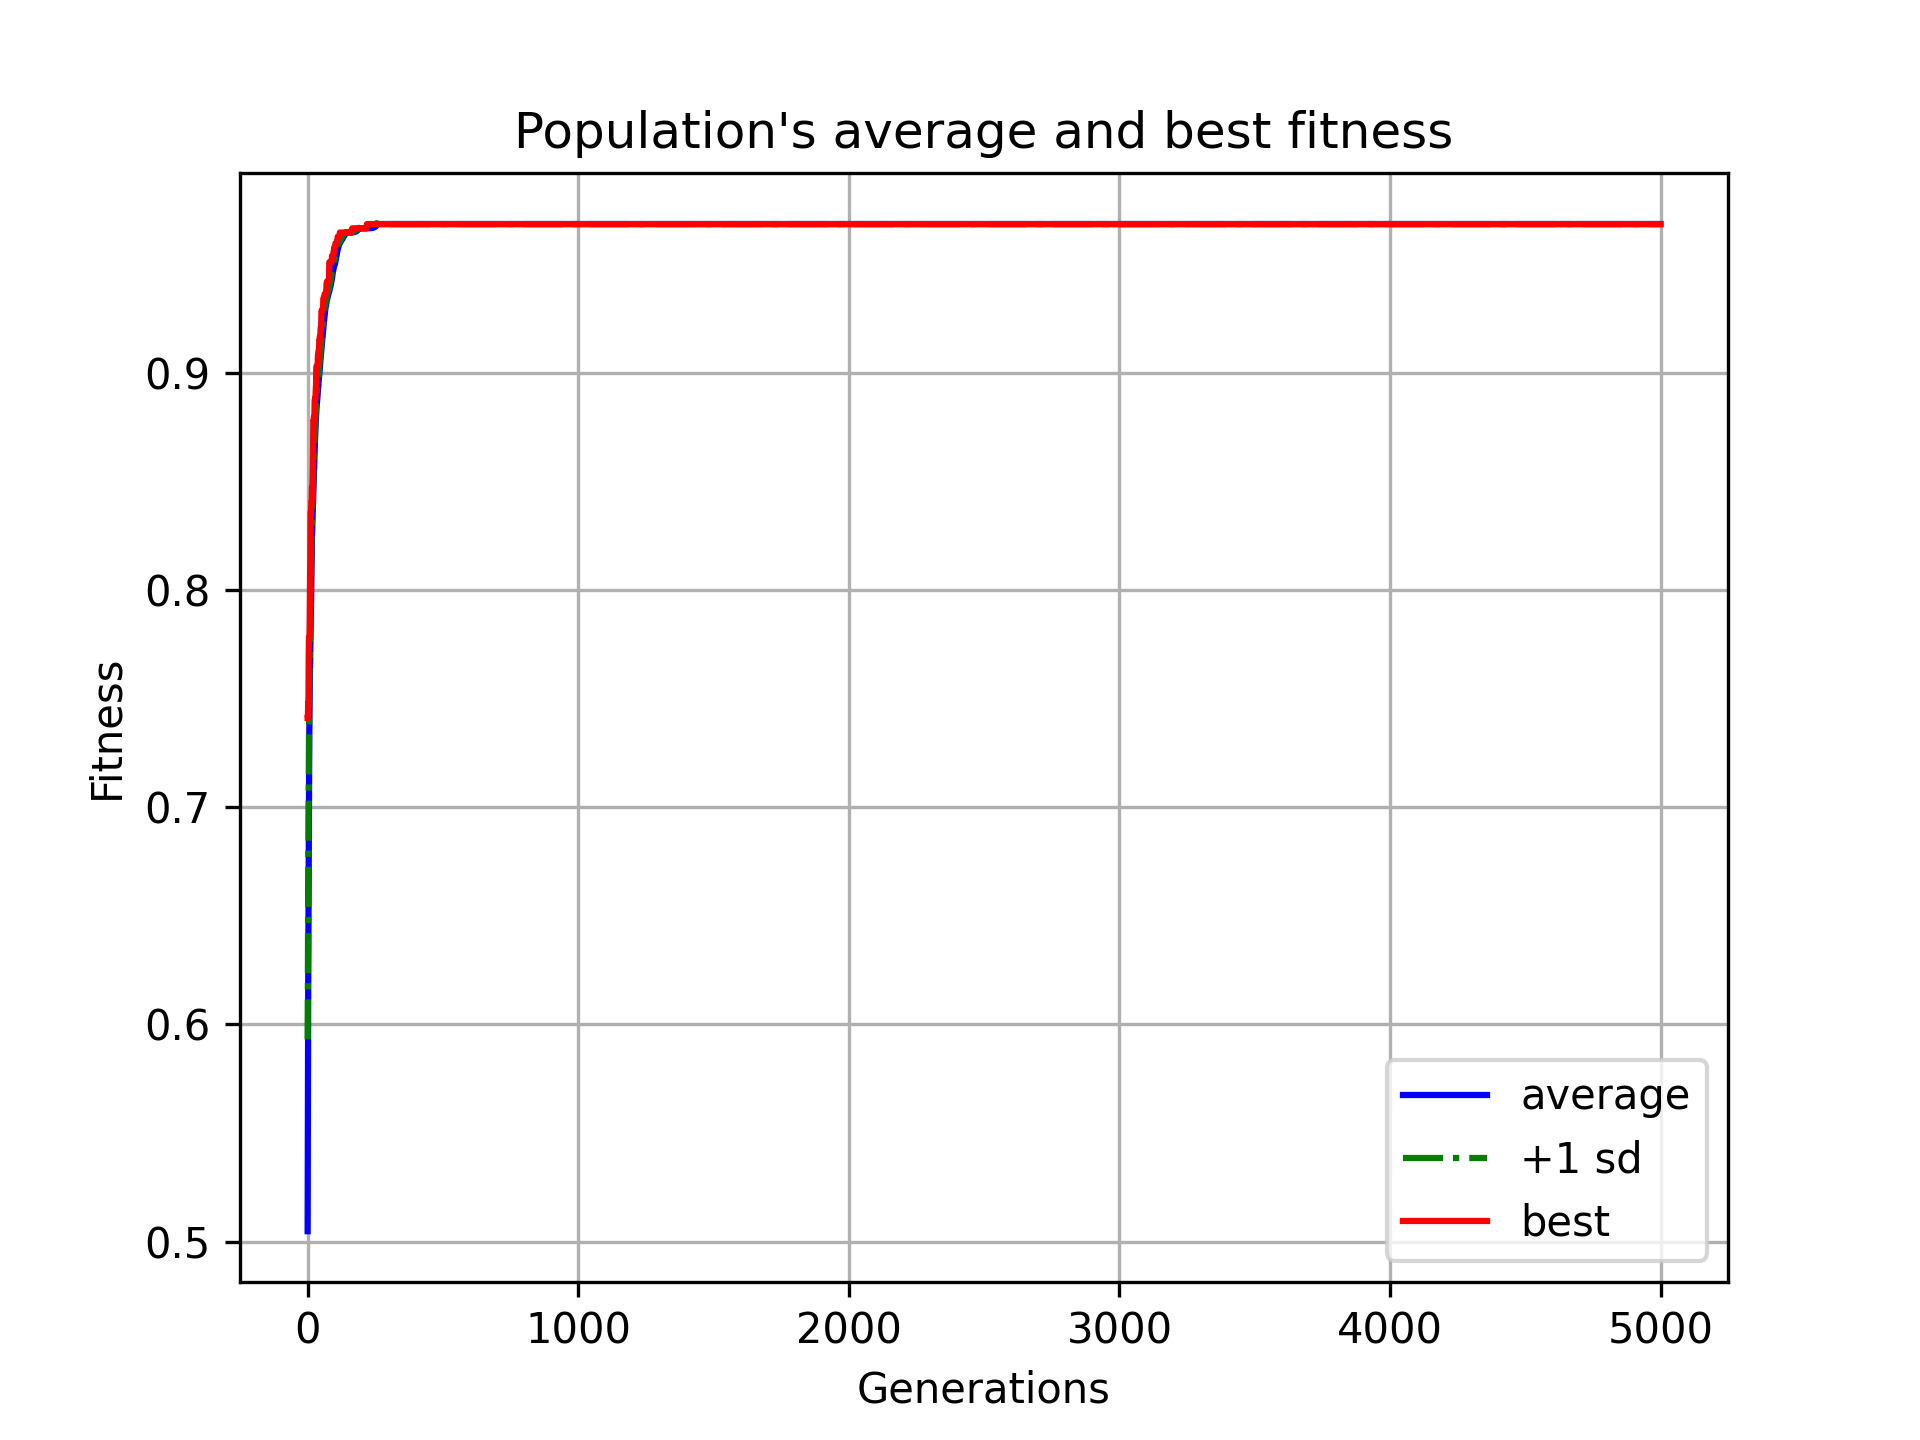 Population's average and best fitness
Fitness
0.9
0.8
0.7
0.6
0.5
0 1000 2000 3000 4000 5000
Generations
average
+1 sd
best